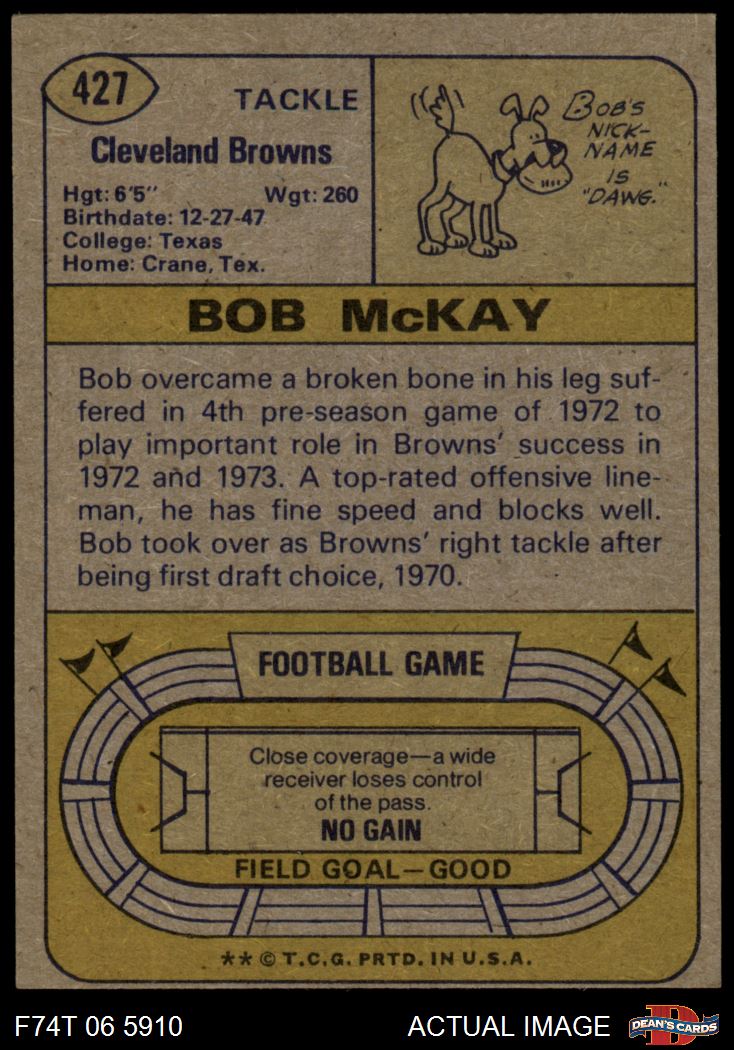 427
TACKLE
Cleveland Browns
Hgt: 6'5" Wgt: 260
Birthdate: 12-27-47
College: Texas
Home: Crane, Tex.
BOB'S
NICK-
NAME
IS
"DAWG."
BOB McKAY
Bob overcame a broken bone in his leg suf-
fered in 4th pre-season game of 1972 to
play important role in Browns' success in
1972 and 1973. A top-rated offensive line-
man, he has fine speed and blocks well.
Bob took over as Browns' right tackle after
being first draft choice, 1970.
FOOTBALL GAME
Close coverage—a wide
receiver loses control
of the pass.
NO GAIN
FIELD GOAL—GOOD
** © T.C.G. PRTD. IN U.S.A.
F74T 06 5910 ACTUAL IMAGE
DEAN'S CARDS